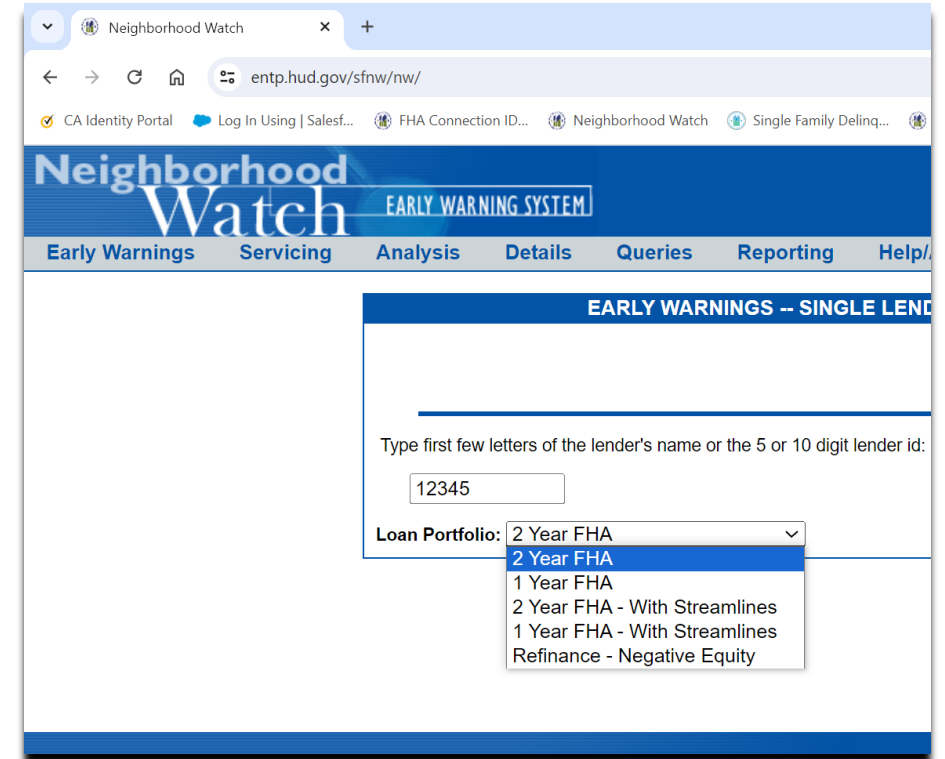 Neighborhood Watch
entp.hud.gov/sfnw/nw/
CA Identity Portal Log In Using | Salesf... FHA Connection ID... Neighborhood Watch Single Family Delinq...
Neighborhood
Watch EARLY WARNING SYSTEM
Early Warnings Servicing Analysis Details Queries Reporting Help/
EARLY WARNINGS -- SINGLE LEND
Type first few letters of the lender's name or the 5 or 10 digit lender id:
12345
Loan Portfolio: 2 Year FHA
2 Year FHA
1 Year FHA
2 Year FHA - With Streamlines
1 Year FHA - With Streamlines
Refinance - Negative Equity